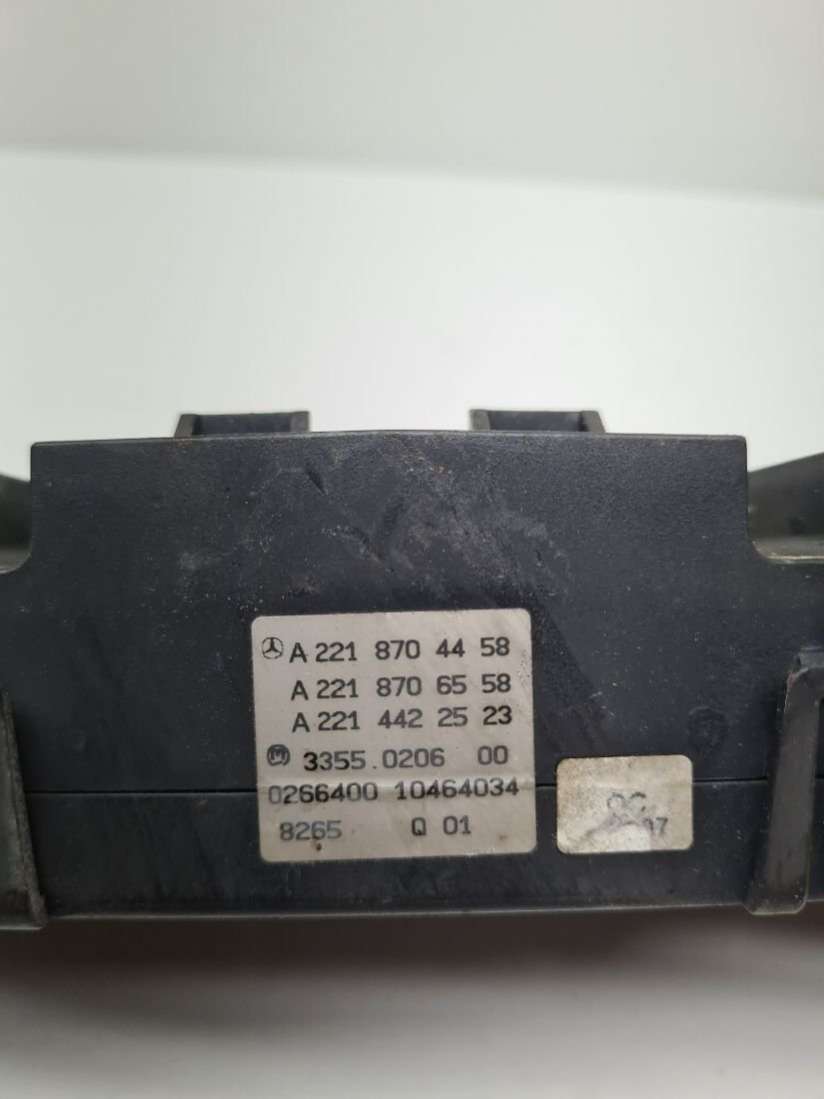 A 221 870 44 58
A 221 870 65 58
A 221 442 25 23
3355.0206 00
0266400 10464034
8265 Q 01
QC